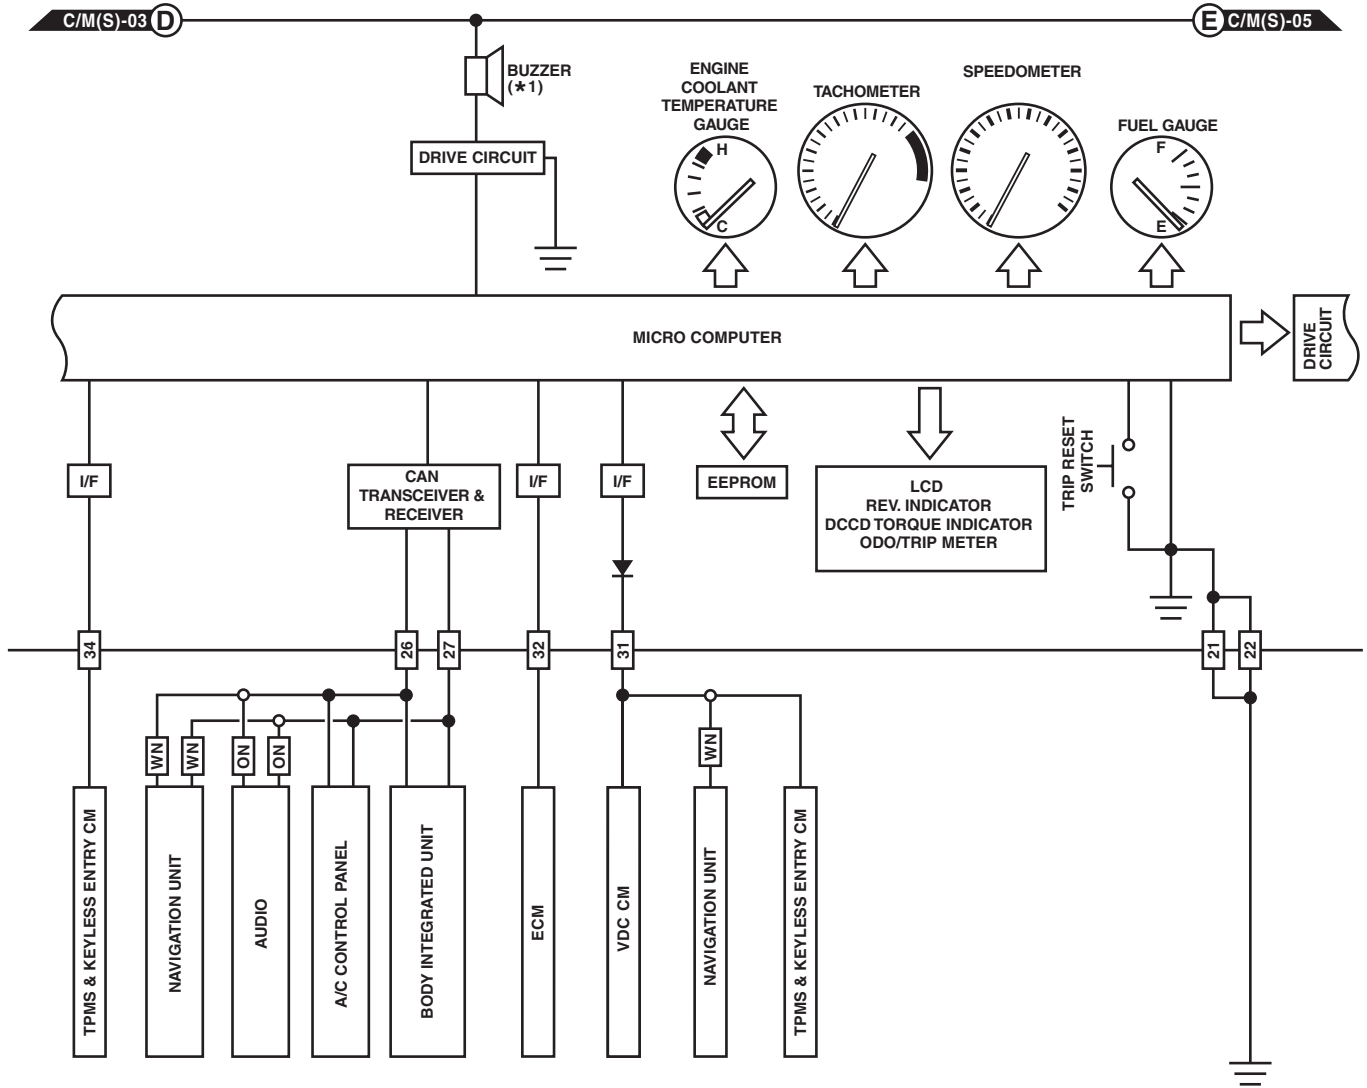 C/M(S)-03 D
E C/M(S)-05
BUZZER
(*1)
DRIVE CIRCUIT
ENGINE
COOLANT
TEMPERATURE
GAUGE
H
C
TACHOMETER
SPEEDOMETER
FUEL GAUGE
F
E
MICRO COMPUTER
DRIVE
CIRCUIT
I/F
CAN
TRANSCEIVER &
RECEIVER
I/F
I/F
EEPROM
LCD
REV. INDICATOR
DCCD TORQUE INDICATOR
ODO/TRIP METER
TRIP RESET
SWITCH
34
26
27
32
31
21
22
WN
WN
ON
ON
WN
TPMS & KEYLESS ENTRY CM
NAVIGATION UNIT
AUDIO
A/C CONTROL PANEL
BODY INTEGRATED UNIT
ECM
VDC CM
NAVIGATION UNIT
TPMS & KEYLESS ENTRY CM